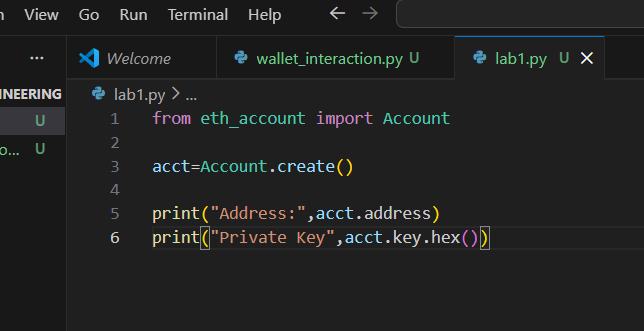 View Go Run Terminal Help
Welcome wallet_interaction.py U lab1.py U
NEERING
lab1.py > ...
U
o... U
1 from eth_account import Account
2
3 acct=Account.create()
4
5 print("Address:",acct.address)
6 print("Private Key",acct.key.hex())